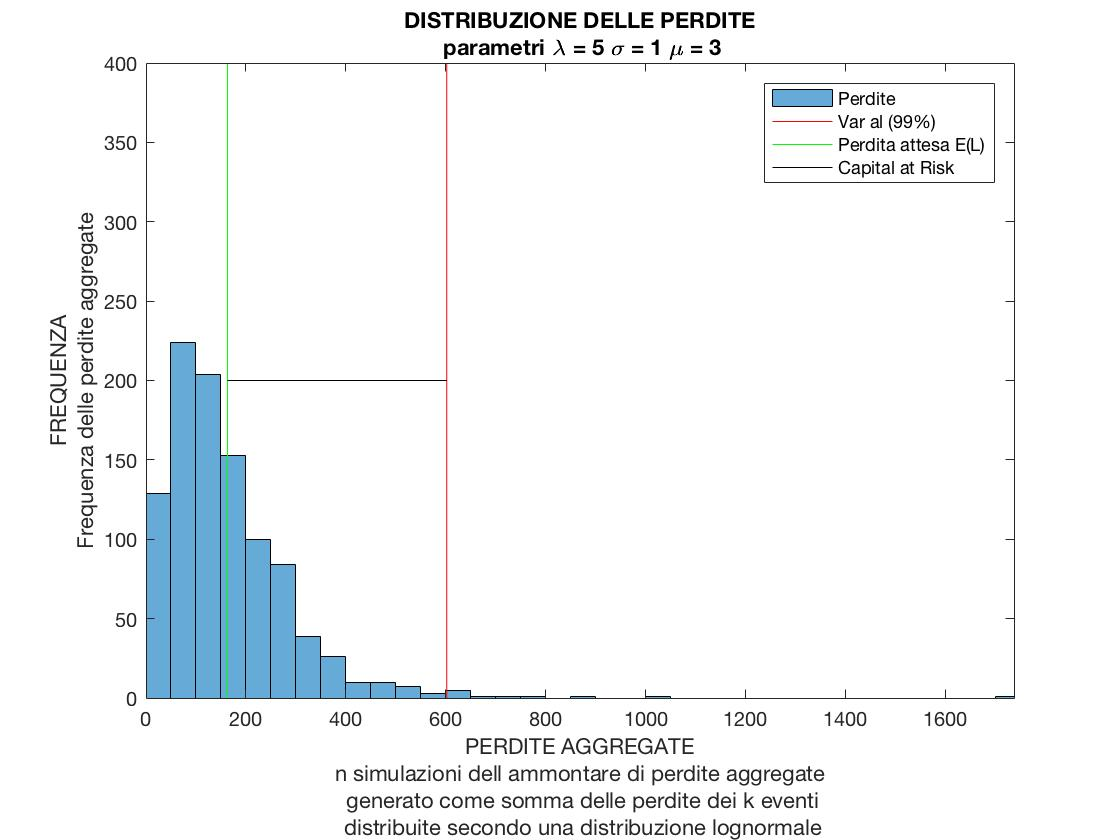 DISTRIBUZIONE DELLE PERDITE
parametri λ = 5 σ = 1 μ = 3
Perdite
Var al (99%)
Perdita attesa E(L)
Capital at Risk
FREQUENZA
Frequenza delle perdite aggregate
400
350
300
250
200
150
100
50
0
0 200 400 600 800 1000 1200 1400 1600
PERDITE AGGREGATE
n simulazioni dell ammontare di perdite aggregate
generato come somma delle perdite dei k eventi
distribuite secondo una distribuzione lognormale